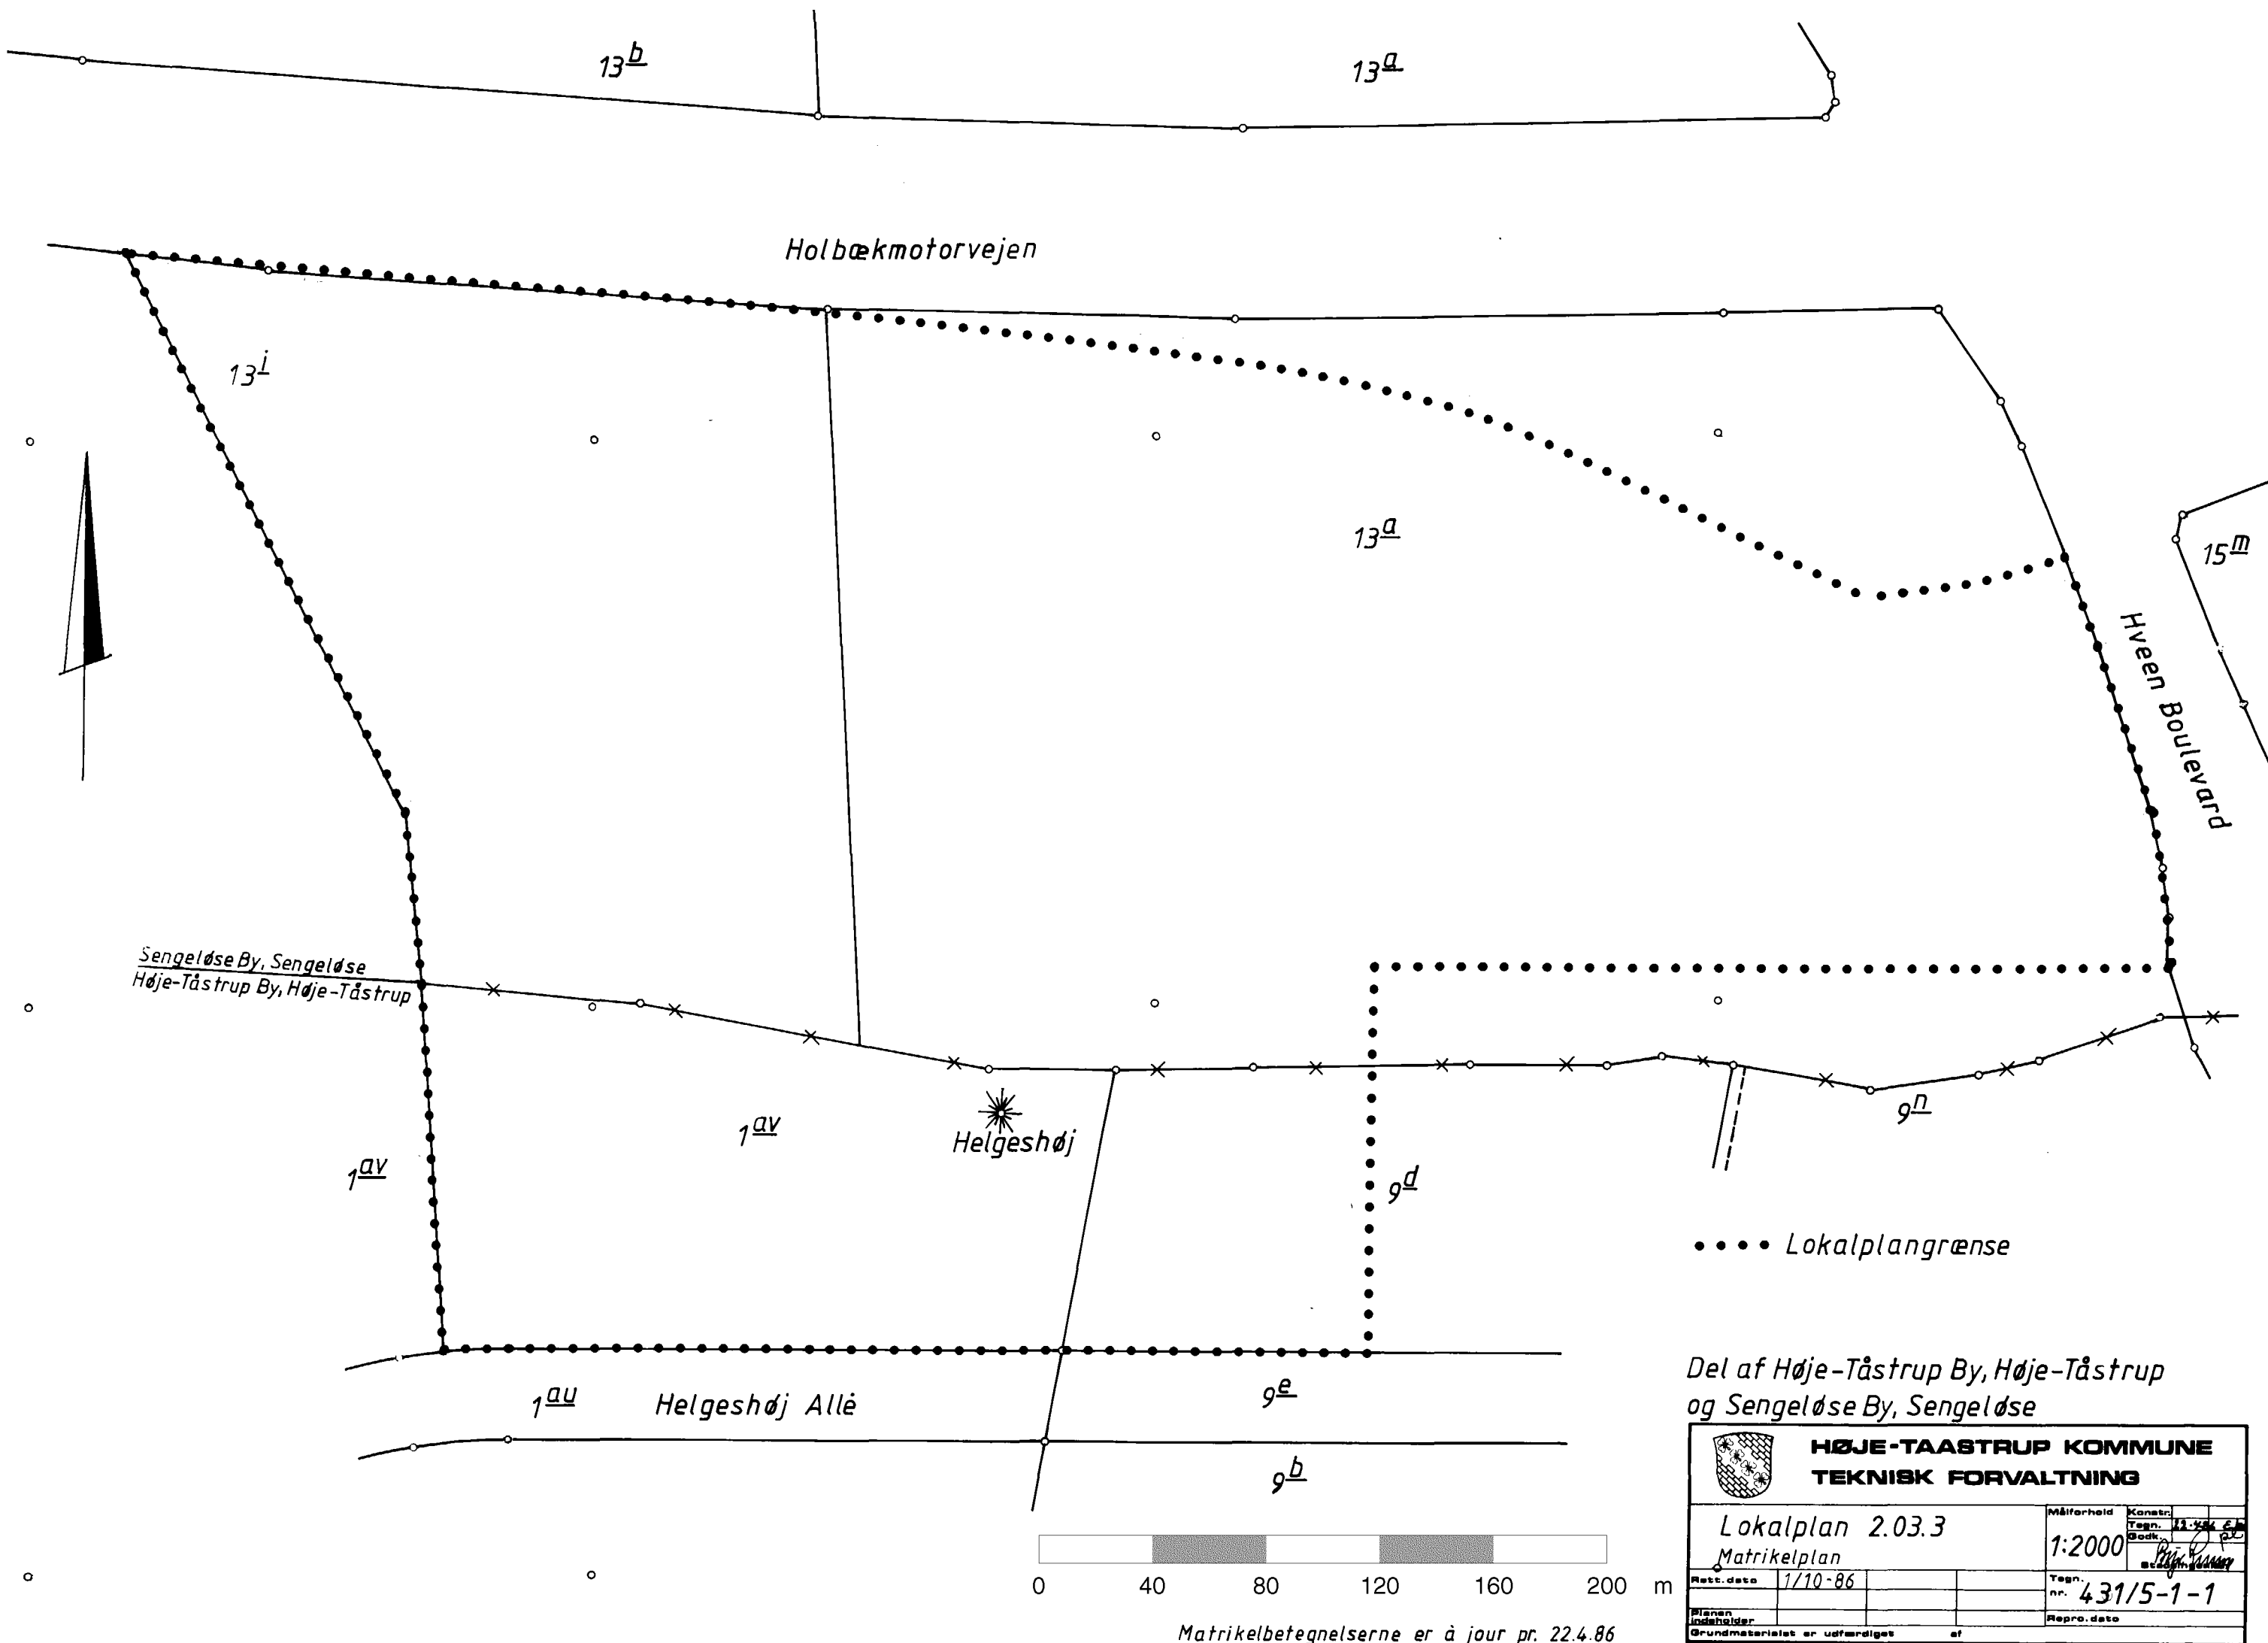 13b
13a
Holbækmotorvejen
13i
13a
15m
Hveen Boulevard
Sengeløse By, Sengeløse
Høje-Tåstrup By, Høje-Tåstrup
1av
1av
Helgeshøj
9d
9n
•••• Lokalplangrænse
1au
Helgeshøj Allé
9e
9b
Del af Høje-Tåstrup By, Høje-Tåstrup
og Sengeløse By, Sengeløse
HØJE-TAASTRUP KOMMUNE
TEKNISK FORVALTNING
Lokalplan 2.03.3
Matrikelplan
Målforhold
1:2000
Konstr.
Tegn.
Godk.
Rett.dato 1/10-86
Tegn. nr. 431/5-1-1
Planen indeholder
Repro.dato
Grundmaterialet er udfærdiget af
0 40 80 120 160 200 m
Matrikelbetegnelserne er à jour pr. 22.4.86